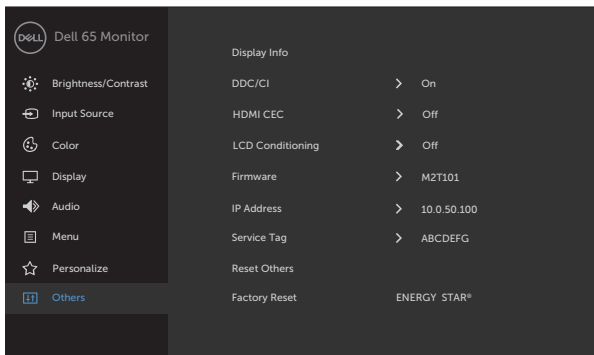 DELL Dell 65 Monitor
Brightness/Contrast
Input Source
Color
Display
Audio
Menu
Personalize
Others
Display Info
DDC/CI > On
HDMI CEC > Off
LCD Conditioning > Off
Firmware > M2T101
IP Address > 10.0.50.100
Service Tag > ABCDEFG
Reset Others
Factory Reset ENERGY STAR®